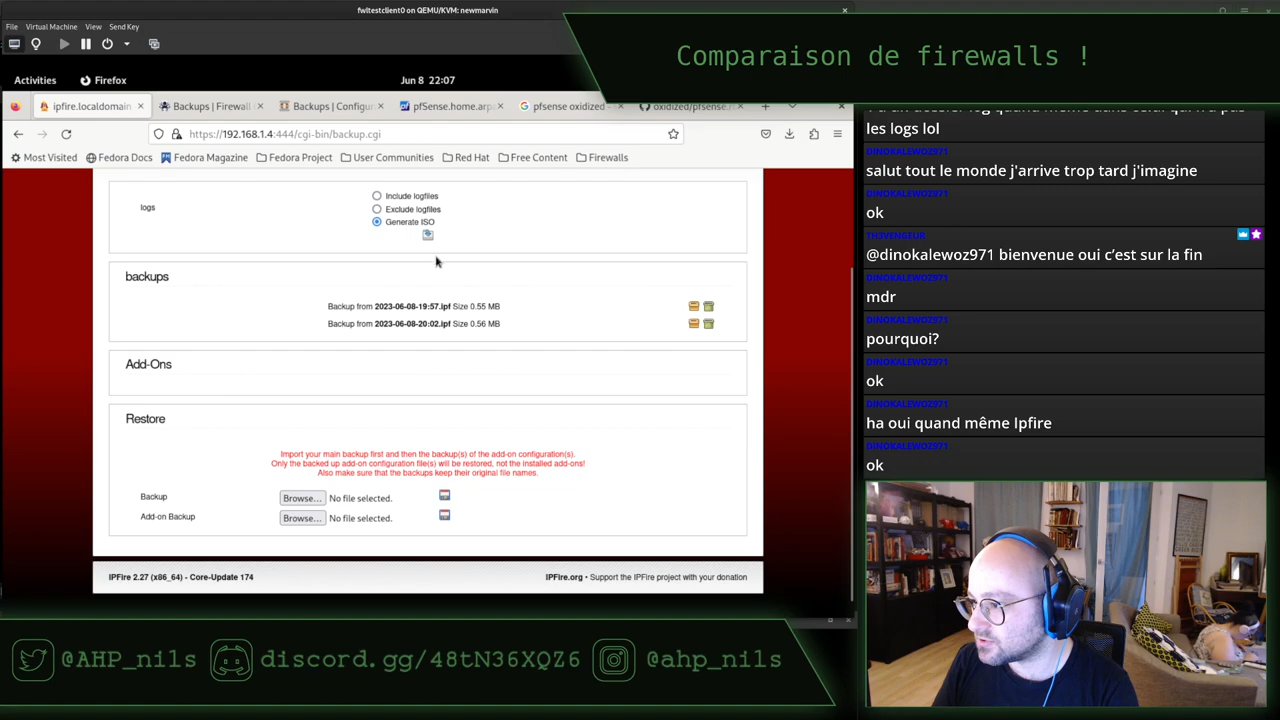 fwltestclient0 on QEMU/KVM: newmarvin
File Virtual Machine View Send Key
Comparaison de firewalls !
Activities Firefox Jun 8 22:07
ipfire.localdomain
Backups | Firewall
Backups | Configur
pfSense.home.arp
pfsense oxidized -
oxidized/pfsense.r
https://192.168.1.4:444/cgi-bin/backup.cgi
Most Visited Fedora Docs Fedora Magazine Fedora Project User Communities Red Hat Free Content Firewalls
logs
Include logfiles
Exclude logfiles
Generate ISO
backups
Backup from 2023-06-08-19:57.ipf Size 0.55 MB
Backup from 2023-06-08-20:02.ipf Size 0.56 MB
Add-Ons
Restore
Import your main backup first and then the backup(s) of the add-on configuration(s).
Only the backed up add-on configuration file(s) will be restored, not the installed add-ons!
Also make sure that the backups keep their original file names.
Backup Browse... No file selected.
Add-on Backup Browse... No file selected.
IPFire 2.27 (x86_64) - Core-Update 174
IPFire.org • Support the IPFire project with your donation
les logs lol
DINOKALEWOZ971
salut tout le monde j'arrive trop tard j'imagine
DINOKALEWOZ971
ok
THSVENGEUR
@dinokalewoz971 bienvenue oui c’est sur la fin
DINOKALEWOZ971
mdr
DINOKALEWOZ971
pourquoi?
DINOKALEWOZ971
ok
DINOKALEWOZ971
ha oui quand même Ipfire
DINOKALEWOZ971
ok
@AHP_nils
discord.gg/48tN36XQZ6
@ahp_nils